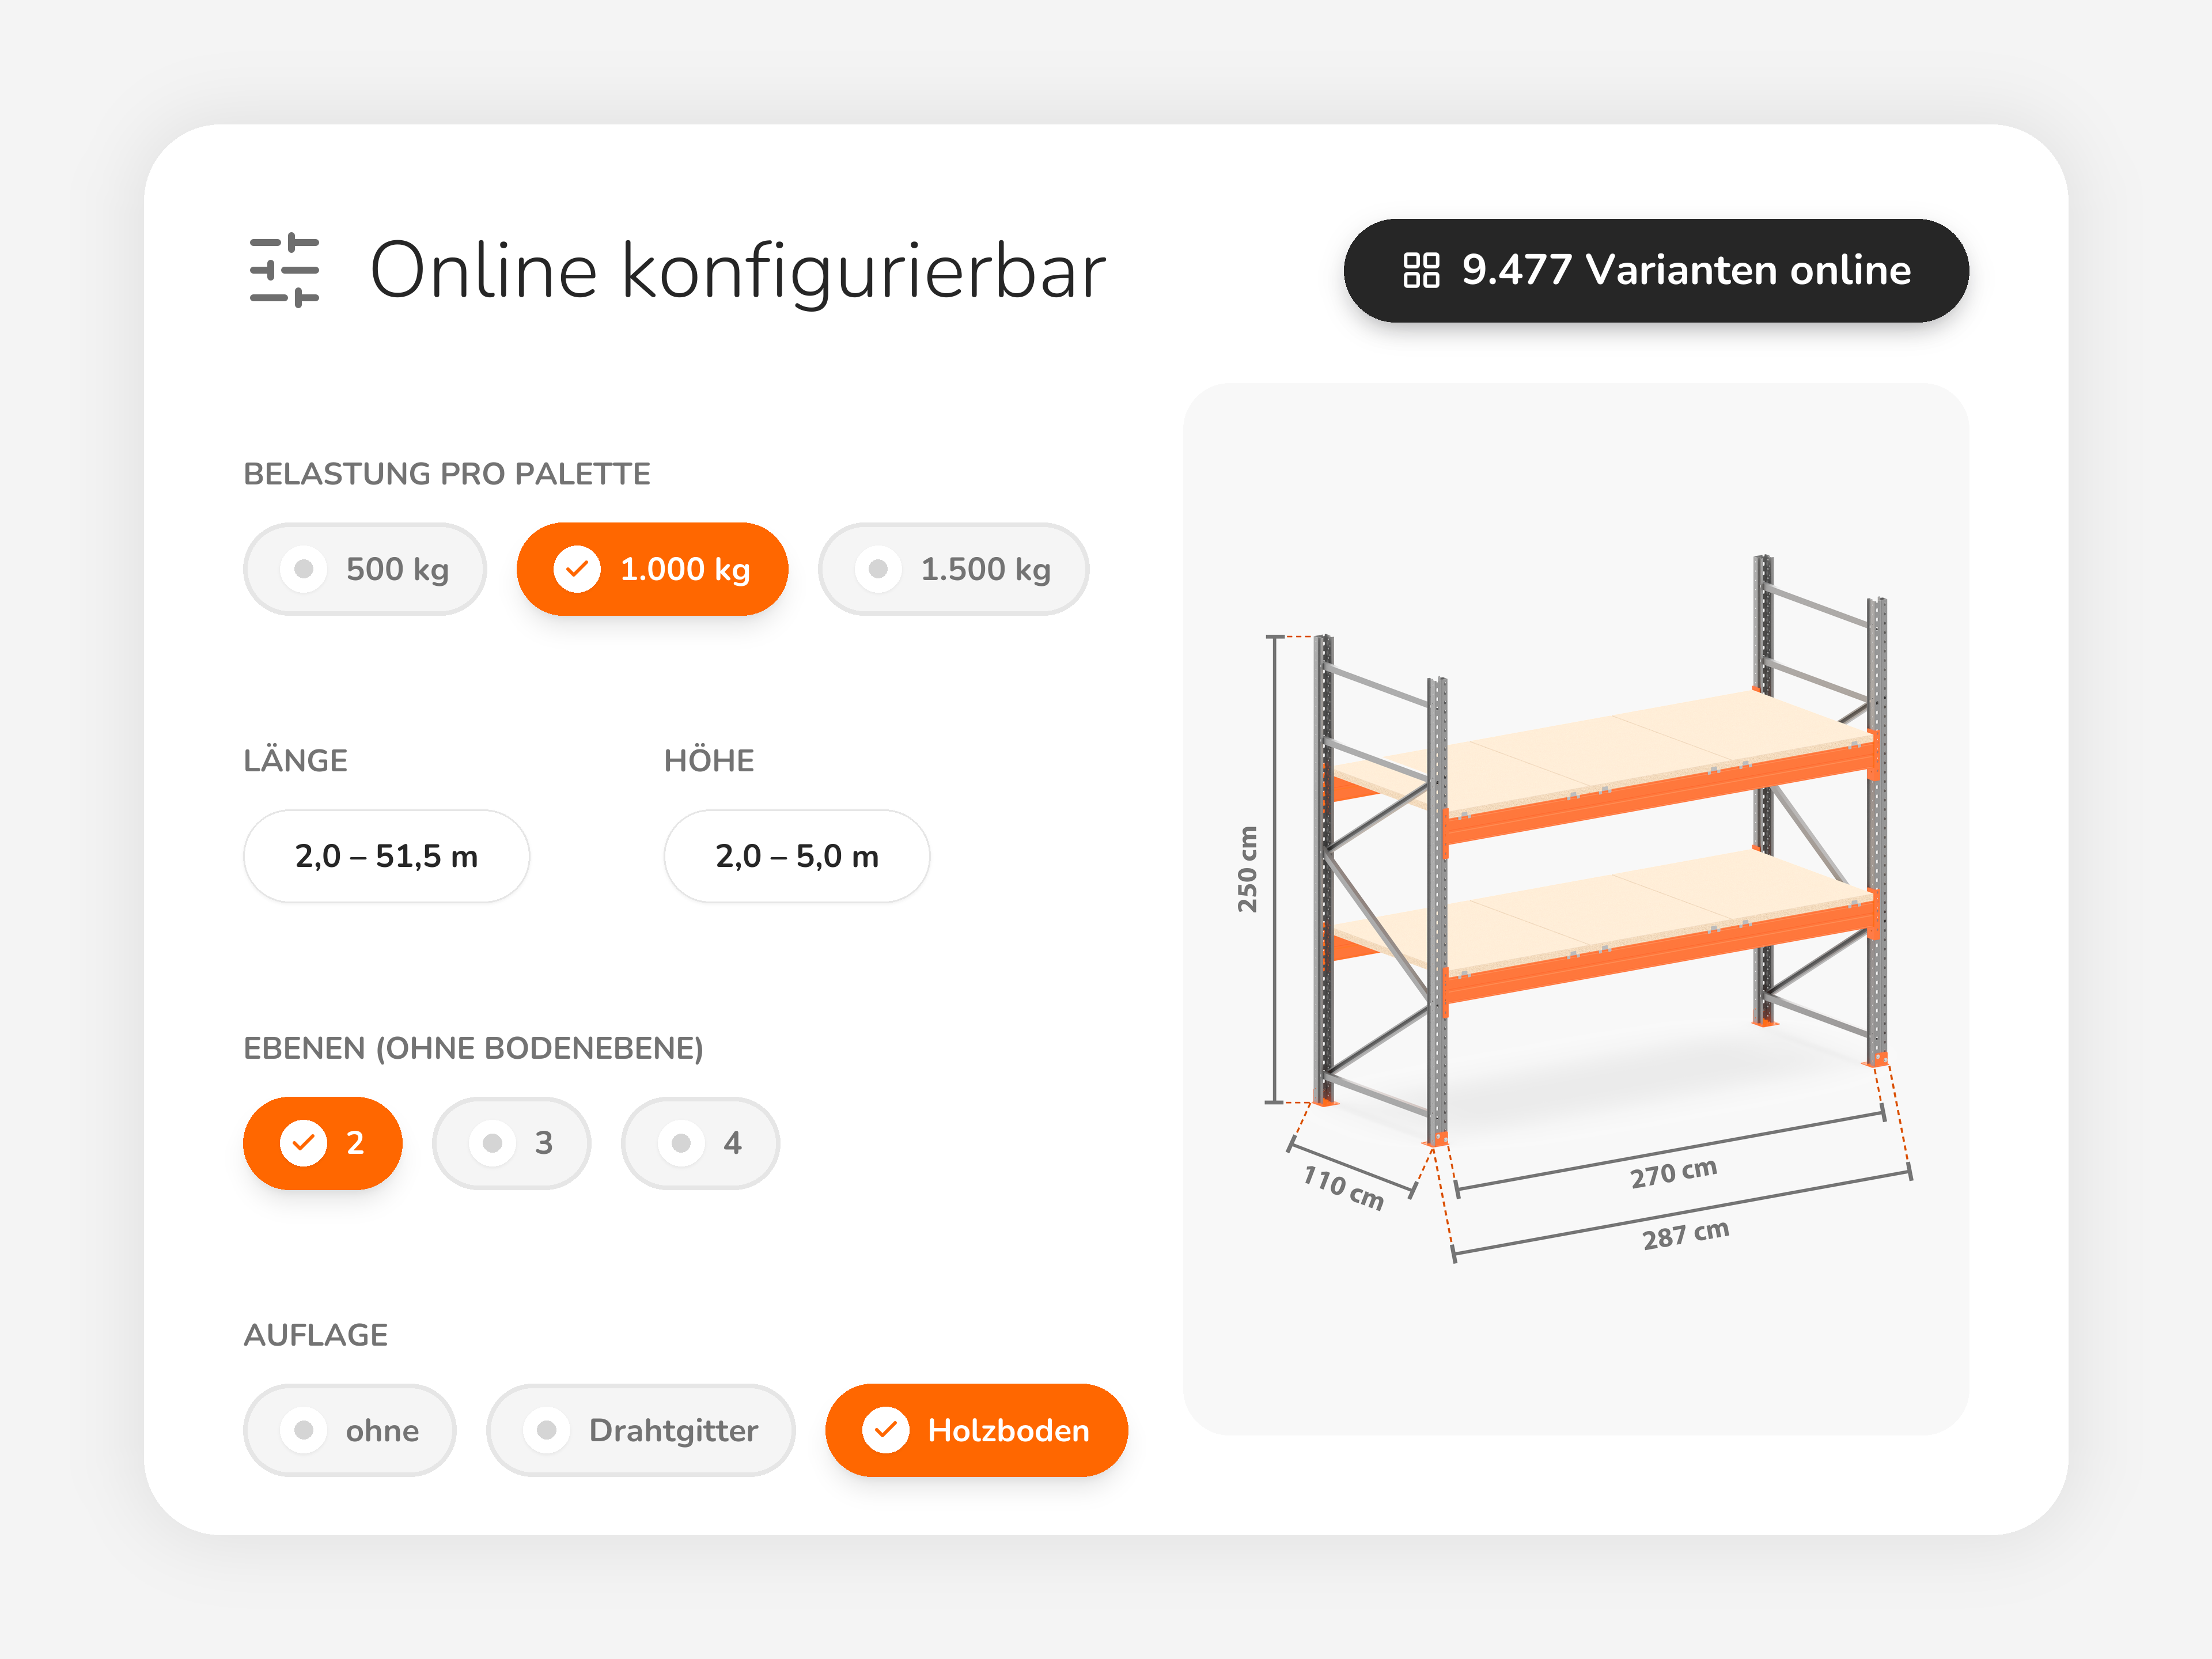 Online konfigurierbar
9.477 Varianten online
BELASTUNG PRO PALETTE
500 kg
1.000 kg
1.500 kg
LÄNGE
HÖHE
2,0 – 51,5 m
2,0 – 5,0 m
EBENEN (OHNE BODENEBENE)
2
3
4
AUFLAGE
ohne
Drahtgitter
Holzboden
250 cm
110 cm
270 cm
287 cm